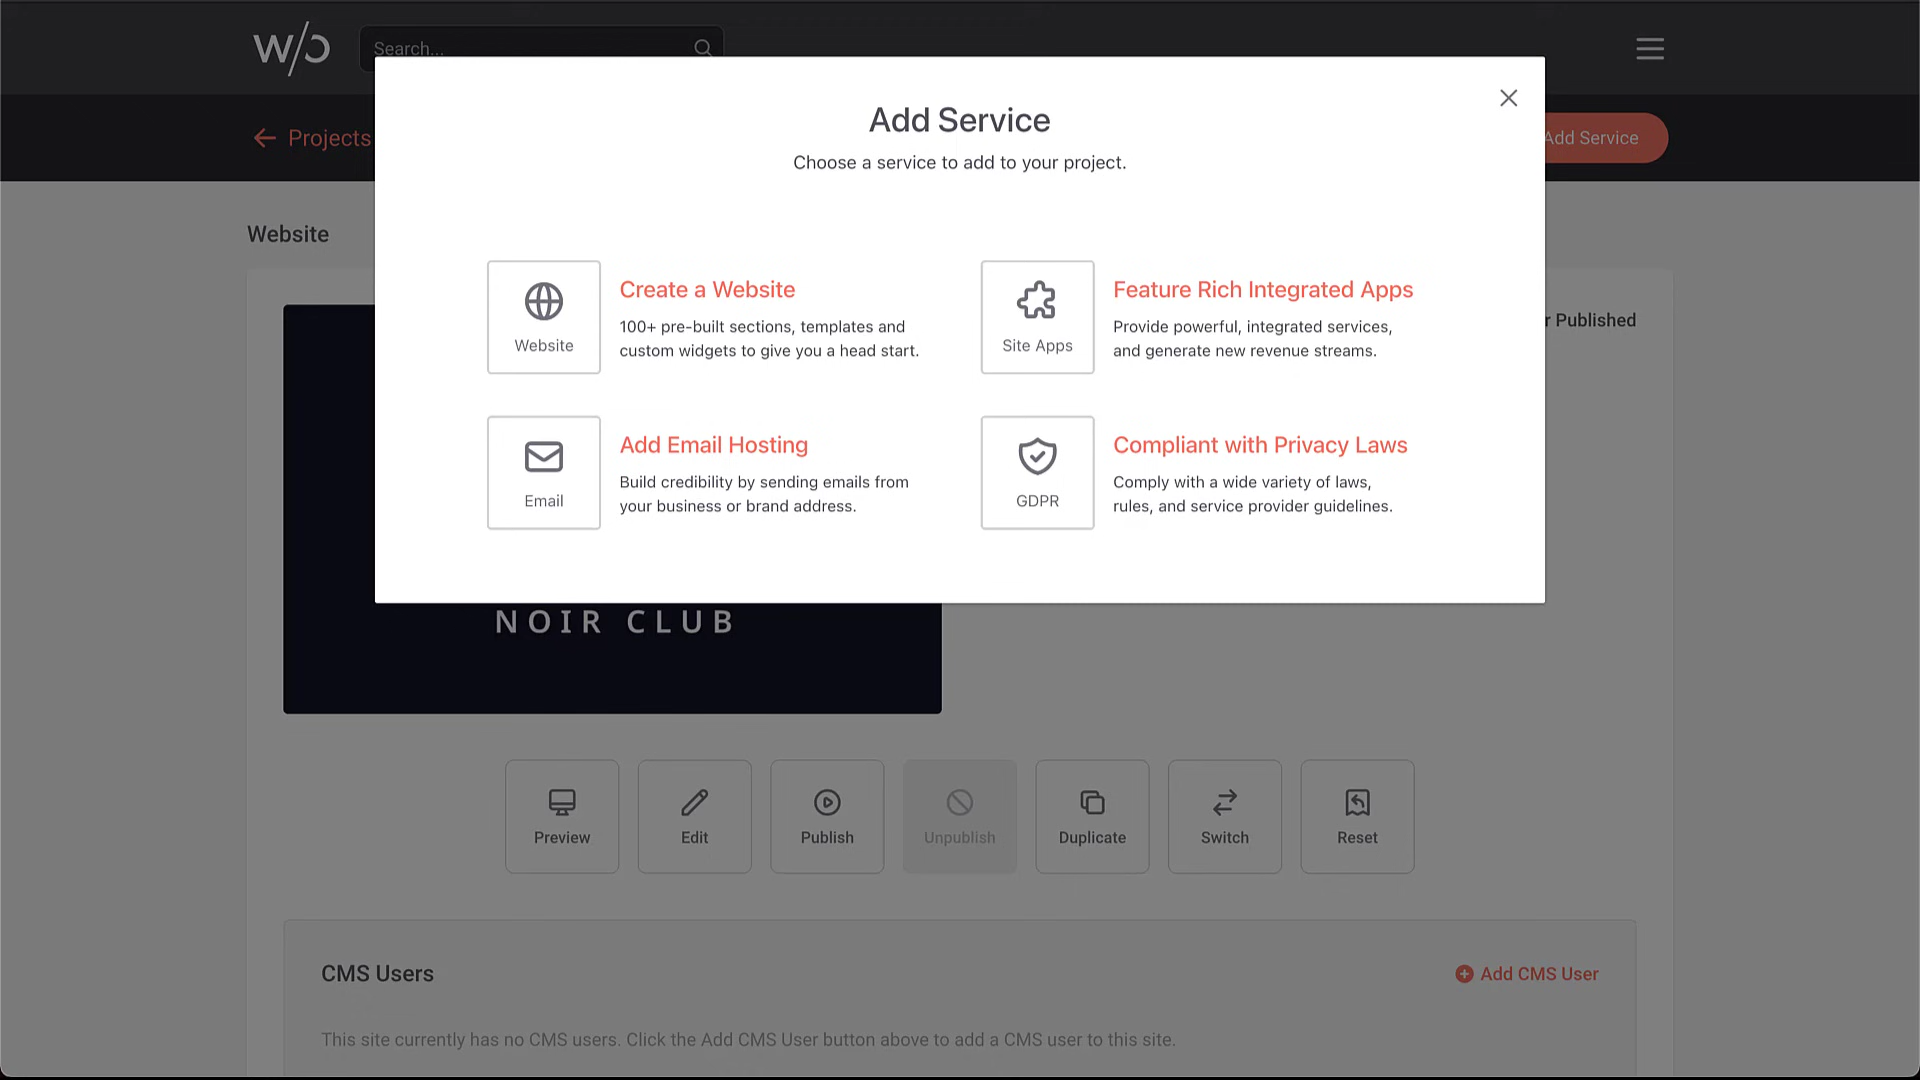 W/O
Search...
Projects
Add Service
Website
r Published
Add Service
Choose a service to add to your project.
Website
Create a Website
100+ pre-built sections, templates and
custom widgets to give you a head start.
Site Apps
Feature Rich Integrated Apps
Provide powerful, integrated services,
and generate new revenue streams.
Email
Add Email Hosting
Build credibility by sending emails from
your business or brand address.
GDPR
Compliant with Privacy Laws
Comply with a wide variety of laws,
rules, and service provider guidelines.
NOIR CLUB
Preview
Edit
Publish
Unpublish
Duplicate
Switch
Reset
CMS Users
Add CMS User
This site currently has no CMS users. Click the Add CMS User button above to add a CMS user to this site.